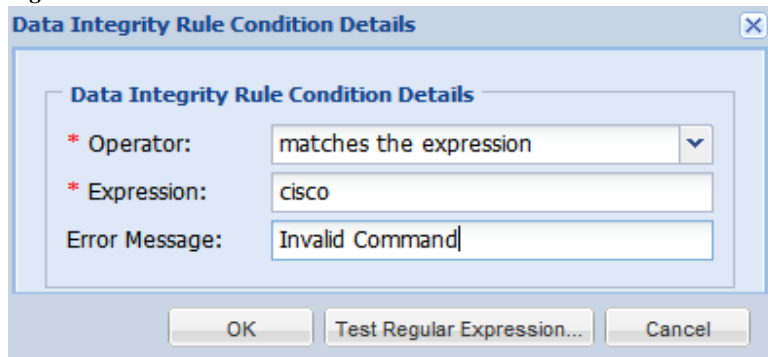 Data Integrity Rule Condition Details
Data Integrity Rule Condition Details
* Operator: matches the expression
* Expression: cisco
Error Message: Invalid Command
OK Test Regular Expression... Cancel